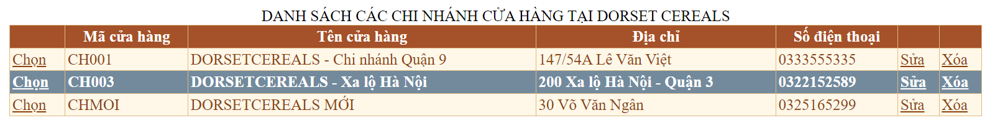 DANH SÁCH CÁC CHI NHÁNH CỬA HÀNG TẠI DORSET CEREALS
Mã cửa hàng Tên cửa hàng Địa chỉ Số điện thoại
Chọn CH001 DORSETCEREALS - Chi nhánh Quận 9 147/54A Lê Văn Việt 0333555335 Sửa Xóa
Chọn CH003 DORSETCEREALS - Xa lộ Hà Nội 200 Xa lộ Hà Nội - Quận 3 0322152589 Sửa Xóa
Chọn CHMOI DORSETCEREALS MỚI 30 Võ Văn Ngân 0325165299 Sửa Xóa